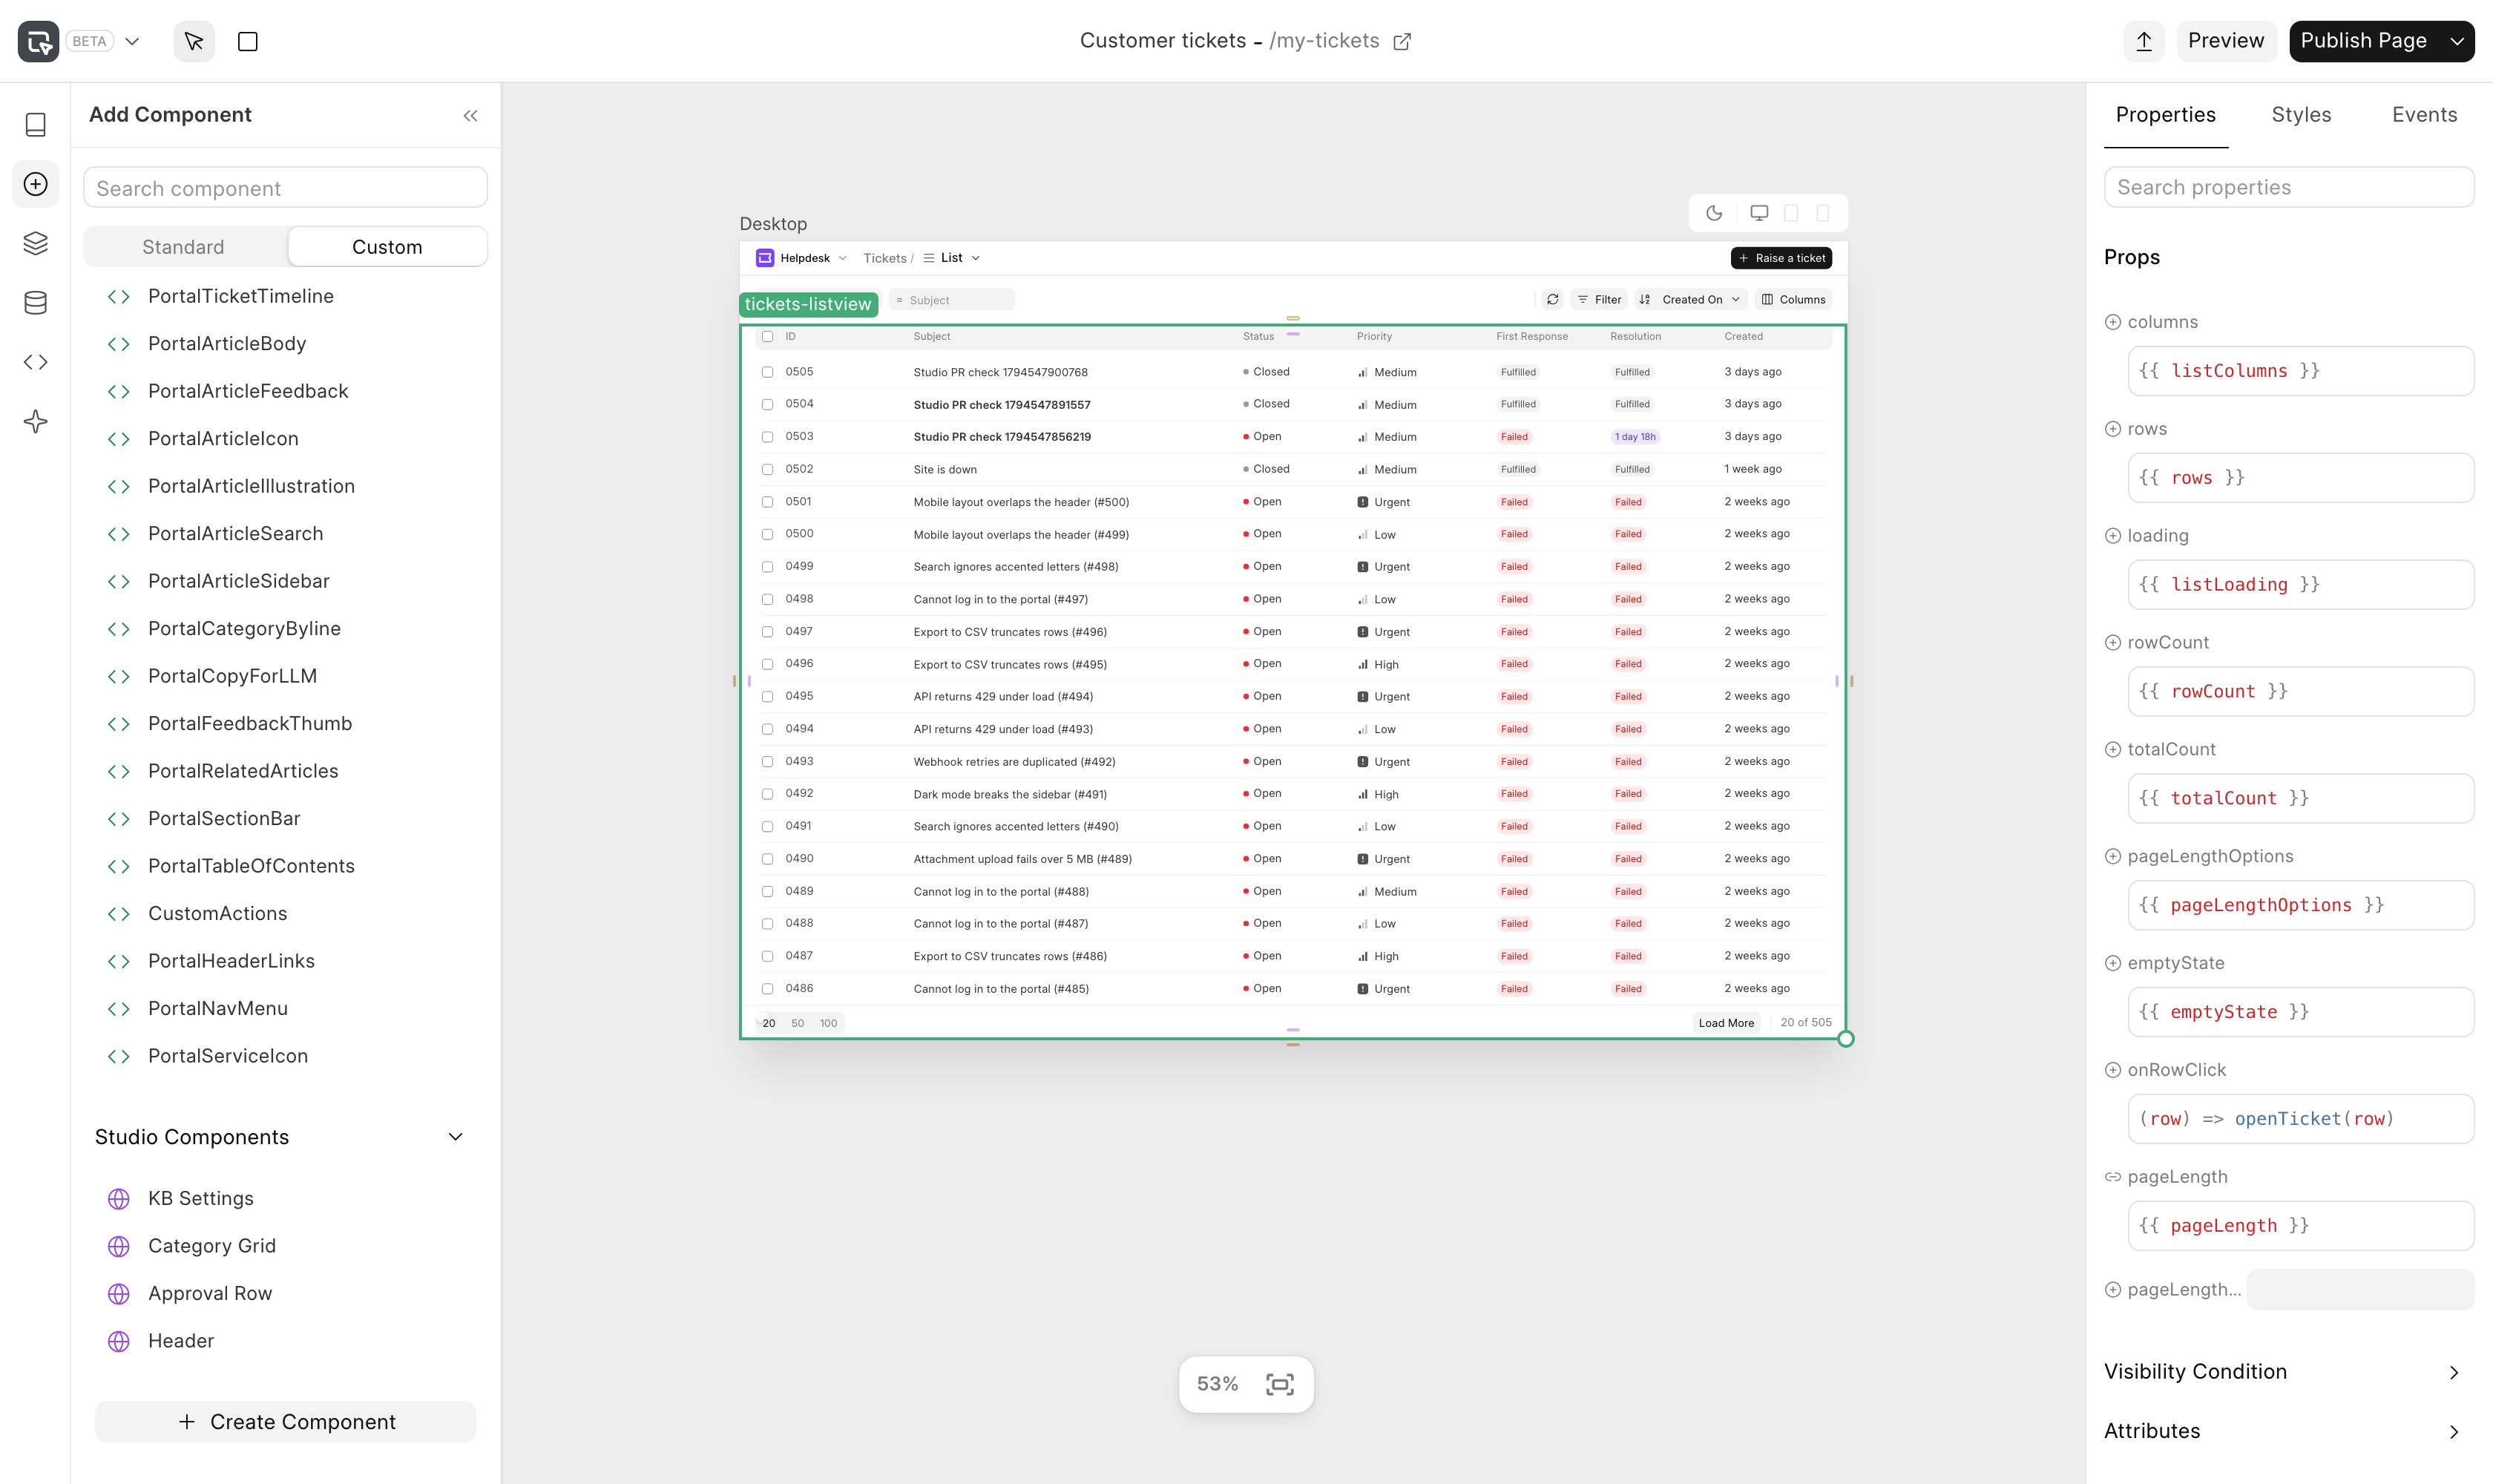 BETA
Customer tickets - /my-tickets
Preview
Publish Page
Add Component
Search component
Standard
Custom
PortalTicketTimeline
PortalArticleBody
PortalArticleFeedback
PortalArticleIcon
PortalArticleIllustration
PortalArticleSearch
PortalArticleSidebar
PortalCategoryByline
PortalCopyForLLM
PortalFeedbackThumb
PortalRelatedArticles
PortalSectionBar
PortalTableOfContents
CustomActions
PortalHeaderLinks
PortalNavMenu
PortalServiceIcon
Studio Components
KB Settings
Category Grid
Approval Row
Header
Create Component
Desktop
Helpdesk Tickets / List Raise a ticket
tickets-listview Subject Filter Created On Columns
ID Subject Status Priority First Response Resolution Created
0505 Studio PR check 1794547900768 Closed Medium Fulfilled Fulfilled 3 days ago
0504 Studio PR check 1794547891557 Closed Medium Fulfilled Fulfilled 3 days ago
0503 Studio PR check 1794547856219 Open Medium Failed 1 day 18h 3 days ago
0502 Site is down Closed Medium Fulfilled Fulfilled 1 week ago
0501 Mobile layout overlaps the header (#500) Open Urgent Failed Failed 2 weeks ago
0500 Mobile layout overlaps the header (#499) Open Low Failed Failed 2 weeks ago
0499 Search ignores accented letters (#498) Open Urgent Failed Failed 2 weeks ago
0498 Cannot log in to the portal (#497) Open Low Failed Failed 2 weeks ago
0497 Export to CSV truncates rows (#496) Open Urgent Failed Failed 2 weeks ago
0496 Export to CSV truncates rows (#495) Open High Failed Failed 2 weeks ago
0495 API returns 429 under load (#494) Open Urgent Failed Failed 2 weeks ago
0494 API returns 429 under load (#493) Open Low Failed Failed 2 weeks ago
0493 Webhook retries are duplicated (#492) Open Urgent Failed Failed 2 weeks ago
0492 Dark mode breaks the sidebar (#491) Open High Failed Failed 2 weeks ago
0491 Search ignores accented letters (#490) Open Low Failed Failed 2 weeks ago
0490 Attachment upload fails over 5 MB (#489) Open Urgent Failed Failed 2 weeks ago
0489 Cannot log in to the portal (#488) Open Medium Failed Failed 2 weeks ago
0488 Cannot log in to the portal (#487) Open Low Failed Failed 2 weeks ago
0487 Export to CSV truncates rows (#486) Open High Failed Failed 2 weeks ago
0486 Cannot log in to the portal (#485) Open Urgent Failed Failed 2 weeks ago
20 50 100 Load More 20 of 505
53%
Properties
Styles
Events
Search properties
Props
columns
{{ listColumns }}
rows
{{ rows }}
loading
{{ listLoading }}
rowCount
{{ rowCount }}
totalCount
{{ totalCount }}
pageLengthOptions
{{ pageLengthOptions }}
emptyState
{{ emptyState }}
onRowClick
(row) => openTicket(row)
pageLength
{{ pageLength }}
pageLength...
Visibility Condition
Attributes